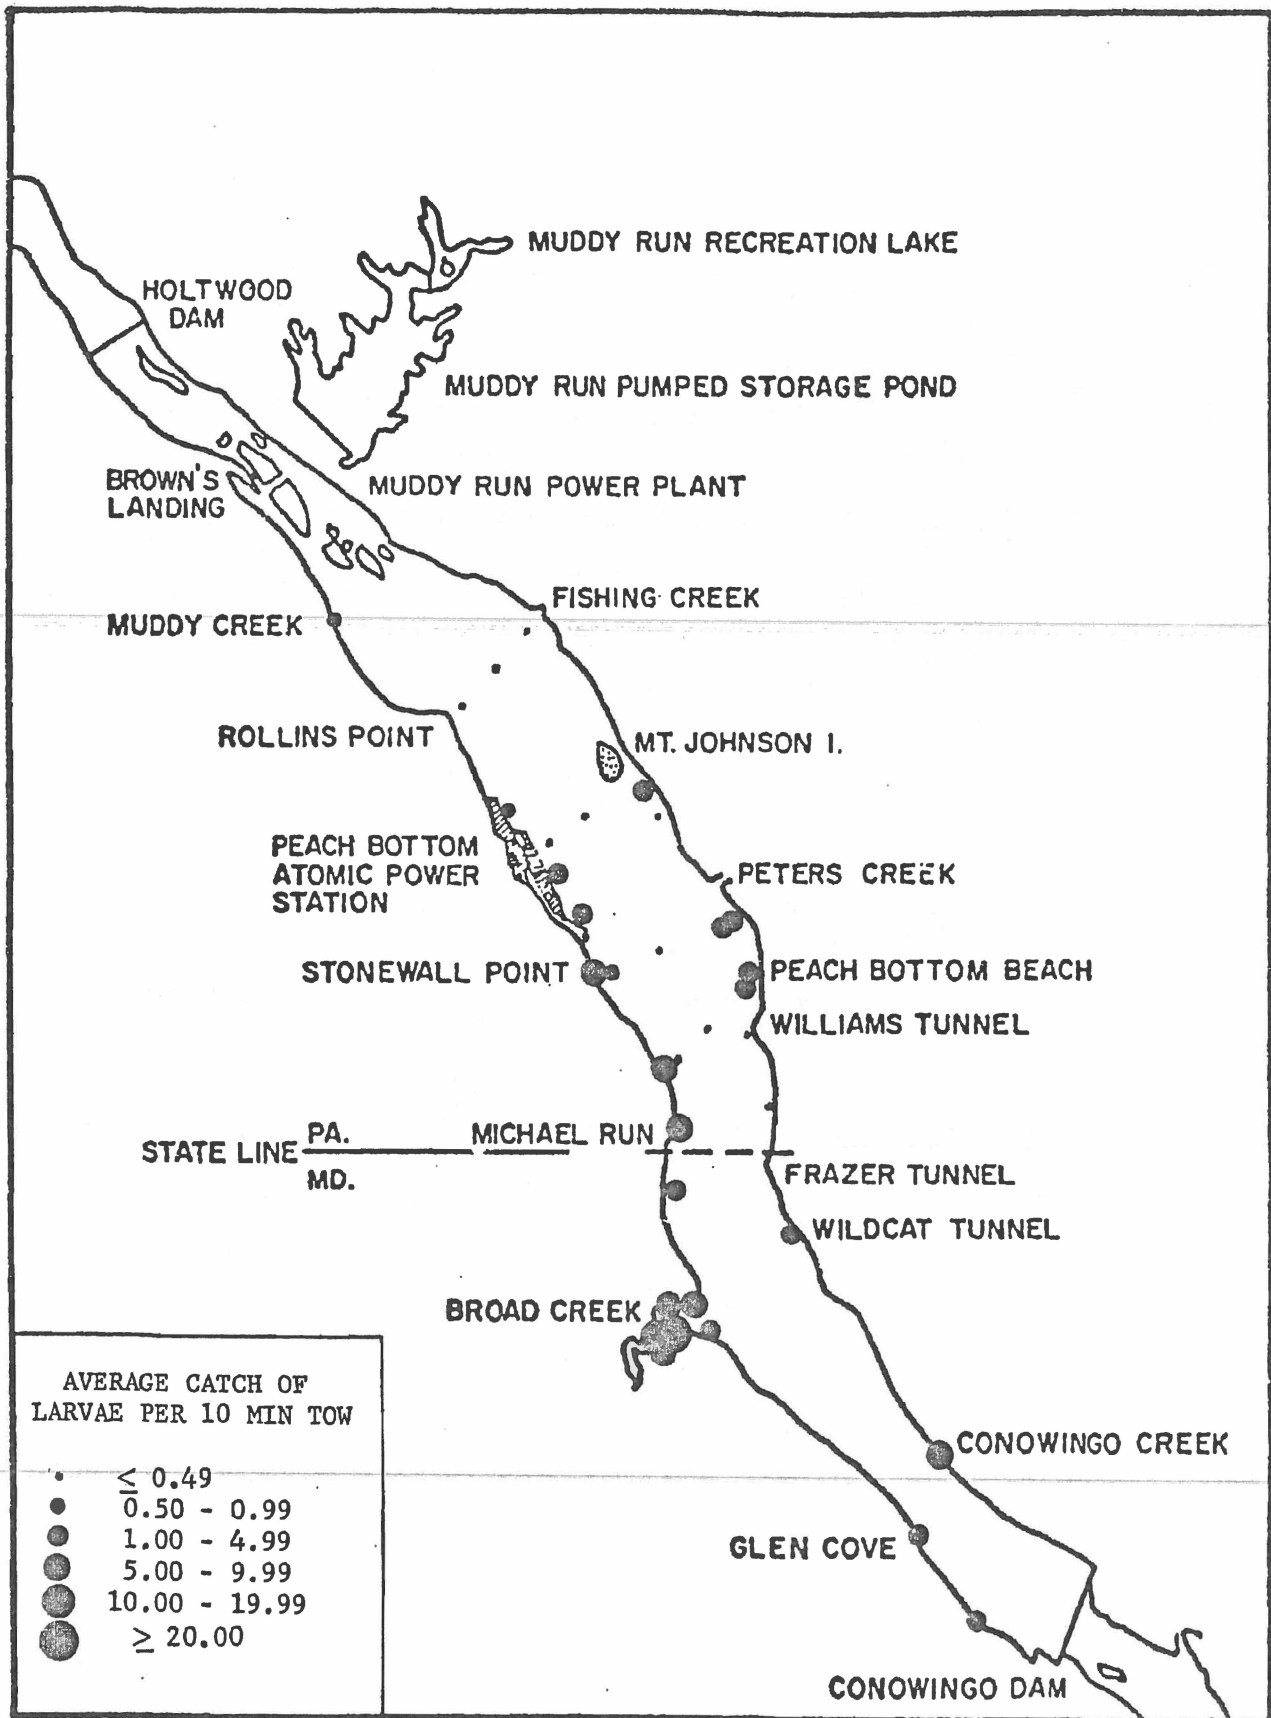 MUDDY RUN RECREATION LAKE
HOLTWOOD
DAM
MUDDY RUN PUMPED STORAGE POND
BROWN'S
LANDING
MUDDY RUN POWER PLANT
FISHING CREEK
MUDDY CREEK
ROLLINS POINT
MT. JOHNSON I.
PEACH BOTTOM
ATOMIC POWER
STATION
PETERS CREEK
STONEWALL POINT
PEACH BOTTOM BEACH
WILLIAMS TUNNEL
STATE LINE
PA.
MD.
MICHAEL RUN
FRAZER TUNNEL
WILDCAT TUNNEL
BROAD CREEK
CONOWINGO CREEK
GLEN COVE
CONOWINGO DAM
AVERAGE CATCH OF
LARVAE PER 10 MIN TOW
≤ 0.49
0.50 - 0.99
1.00 - 4.99
5.00 - 9.99
10.00 - 19.99
≥ 20.00